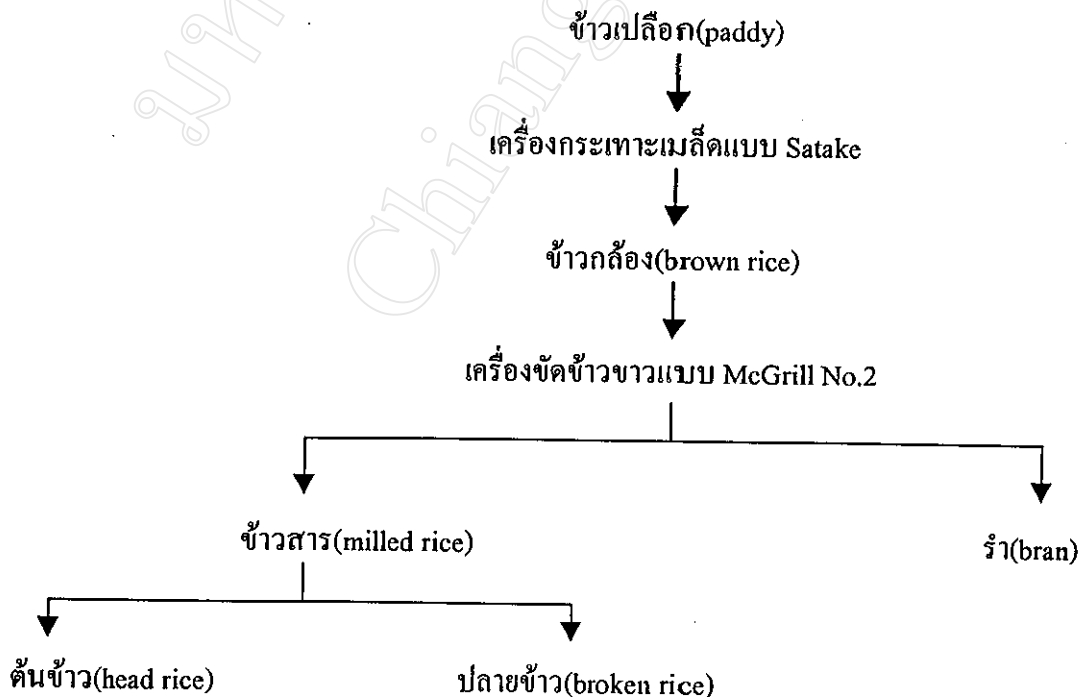 ข้าวเปลือก(paddy)
เครื่องกระเทาะเมล็ดแบบ Satake
ข้าวกล้อง(brown rice)
เครื่องขัดข้าวขาวแบบ McGrill No.2
ข้าวสาร(milled rice)
รำ(bran)
ต้นข้าว(head rice)
ปลายข้าว(broken rice)
Chiang